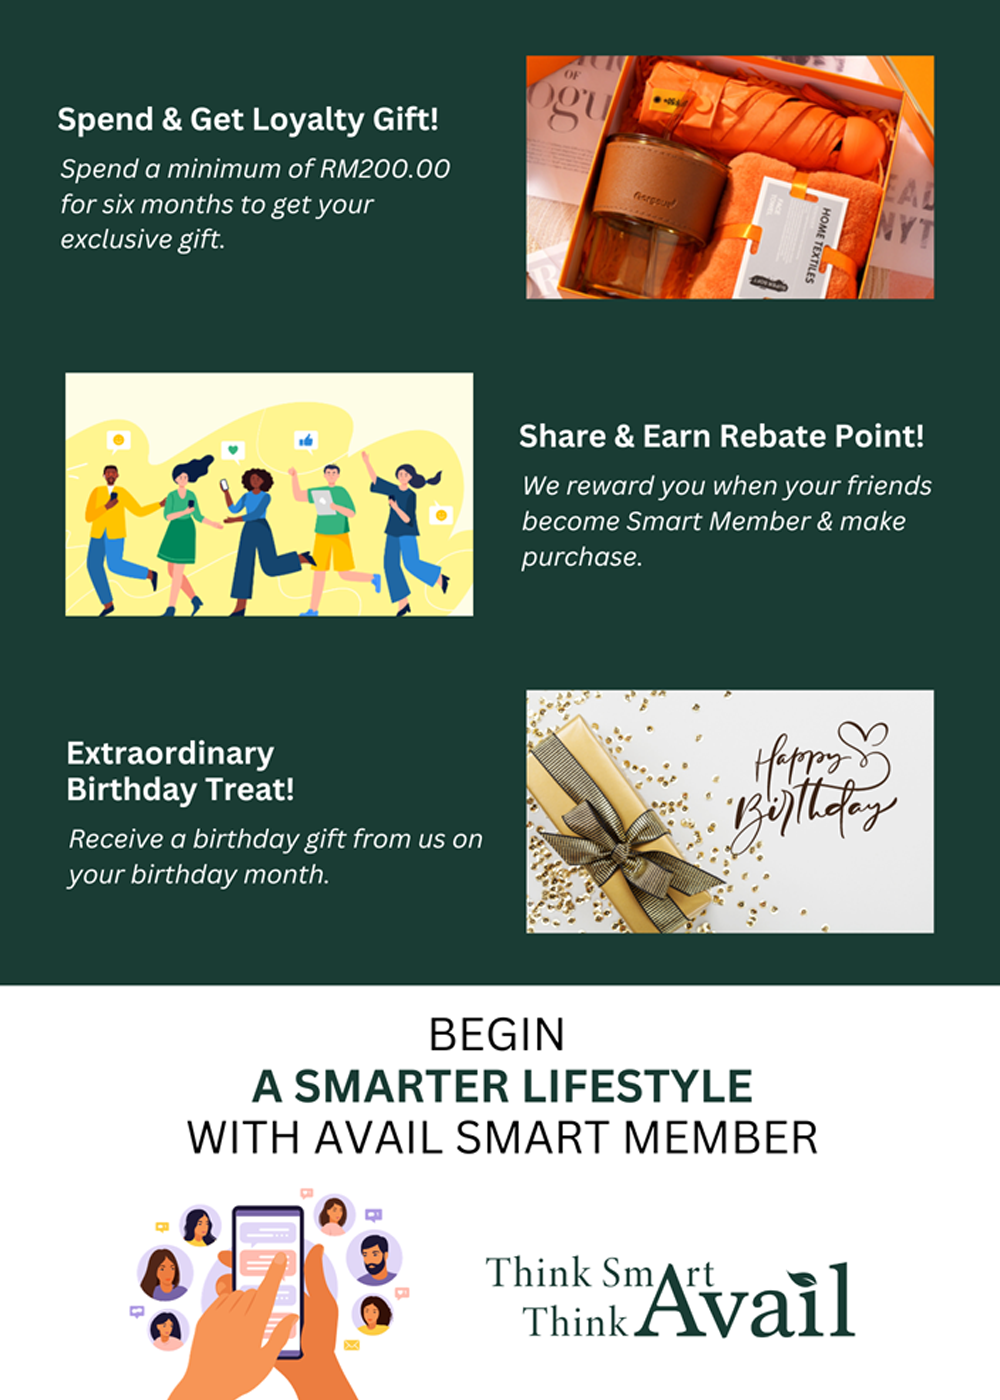 Spend & Get Loyalty Gift!
Spend a minimum of RM200.00
for six months to get your
exclusive gift.
OF
HOME TEXTILES
Share & Earn Rebate Point!
We reward you when your friends
become Smart Member & make
purchase.
Extraordinary
Birthday Treat!
Receive a birthday gift from us on
your birthday month.
Happy
Birthday
BEGIN
A SMARTER LIFESTYLE
WITH AVAIL SMART MEMBER
Think SmArt
Think Avail